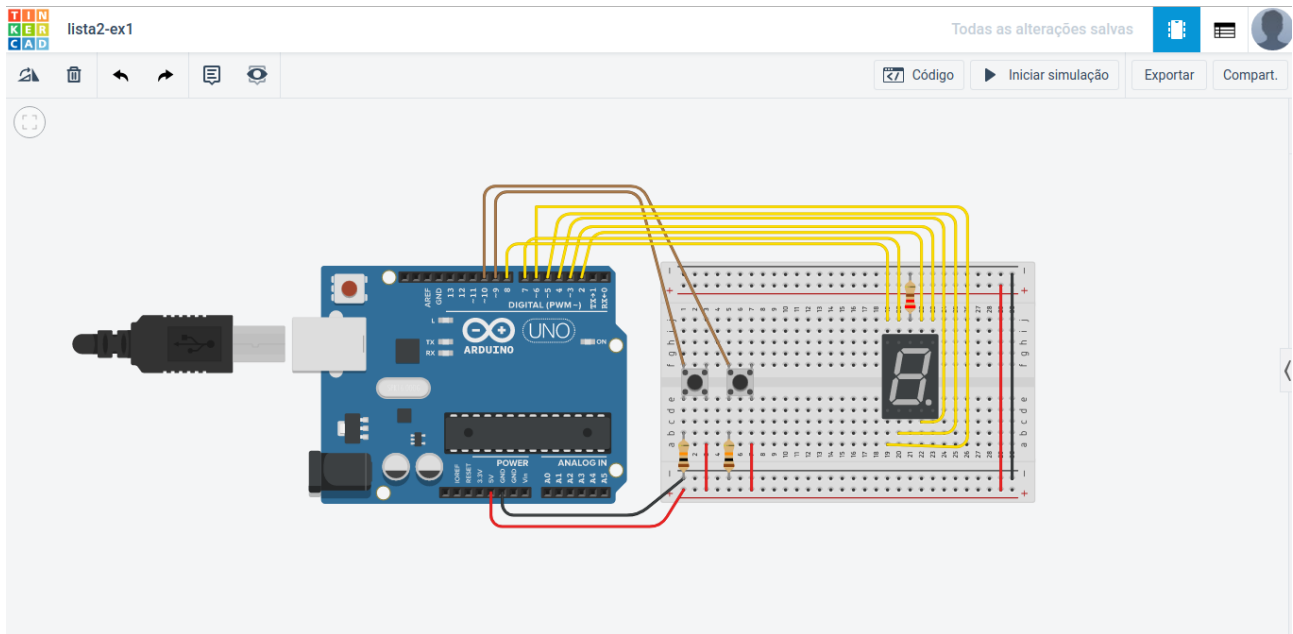 TIN
KER
CAD
lista2-ex1
Todas as alterações salvas
Código
Iniciar simulação
Exportar
Compart.
AREF
GND
13
12
~11
~10
~9
8
7
~6
~5
4
~3
2
TX→1
RX←0
DIGITAL (PWM~)
L
TX
RX
UNO
ARDUINO
ON
POWER
ANALOG IN
IOREF
RESET
3.3V
5V
GND
GND
Vin
A0
A1
A2
A3
A4
A5